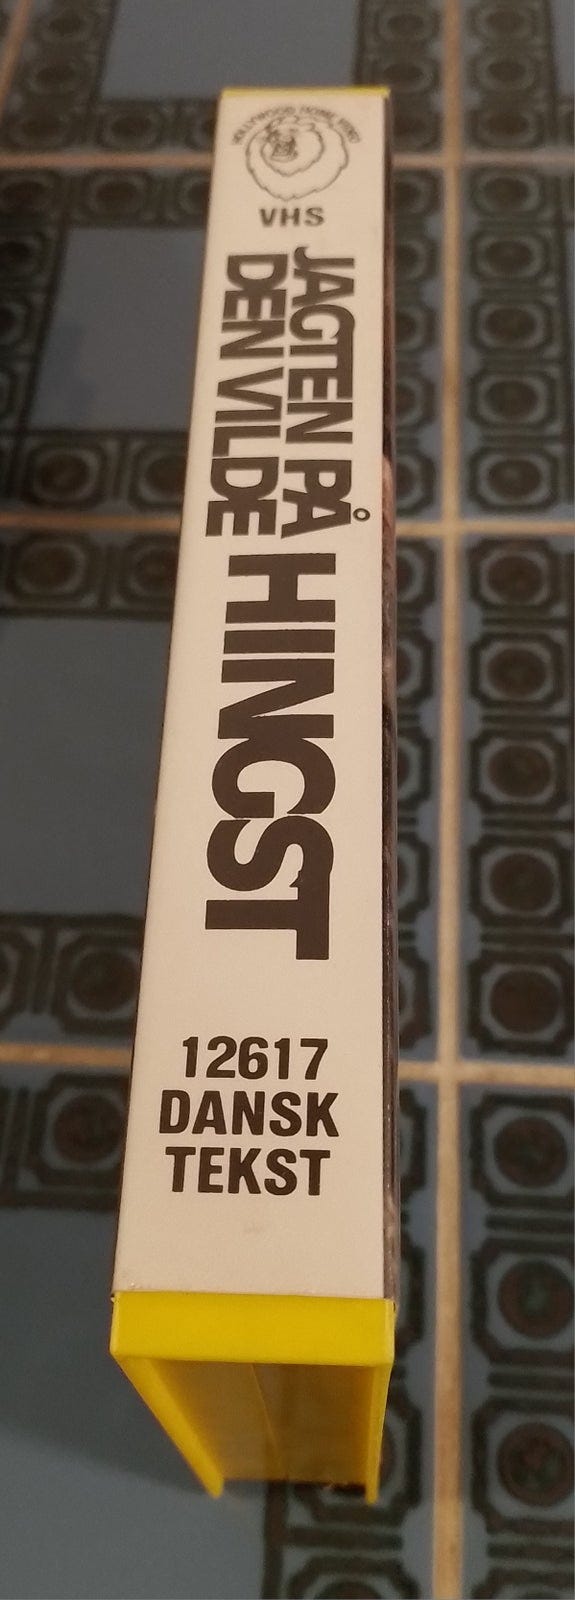 HOLLYWOOD HOME VIDEO
VHS
JAGTEN PÅ
DEN VILDE
HINGST
12617
DANSK
TEKST